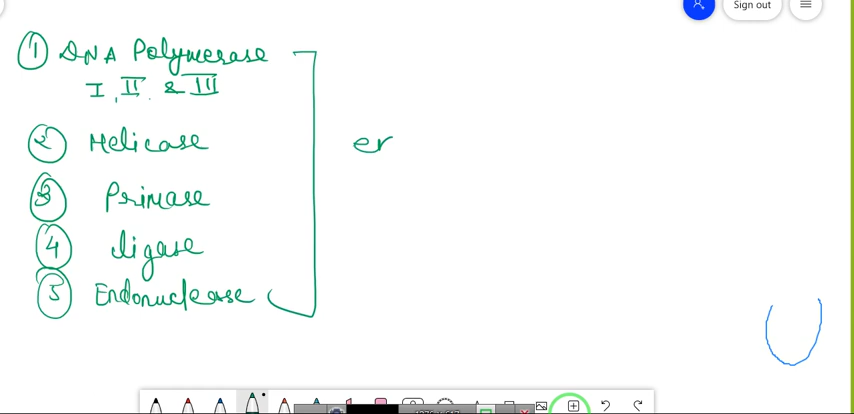 Sign out
① DNA Polymerase
I, II & III
② Helicase
er
③ Primase
④ ligase
⑤ Endonuclease